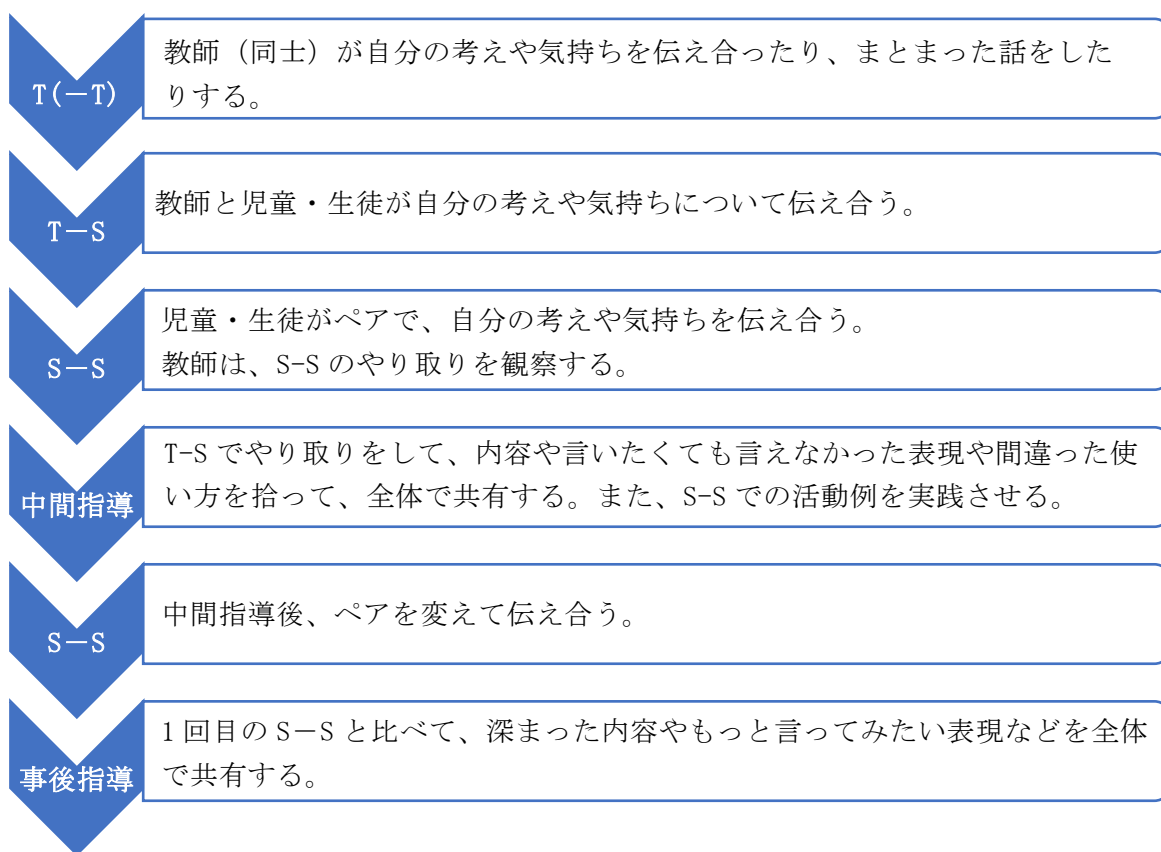 T(－T)
教師（同士）が自分の考えや気持ちを伝え合ったり、まとまった話をした
りする。
T－S
教師と児童・生徒が自分の考えや気持ちについて伝え合う。
S－S
児童・生徒がペアで、自分の考えや気持ちを伝え合う。
教師は、S-S のやり取りを観察する。
中間指導
T-S でやり取りをして、内容や言いたくても言えなかった表現や間違った使
い方を拾って、全体で共有する。また、S-S での活動例を実践させる。
S－S
中間指導後、ペアを変えて伝え合う。
事後指導
1 回目の S－S と比べて、深まった内容やもっと言ってみたい表現などを全体
で共有する。